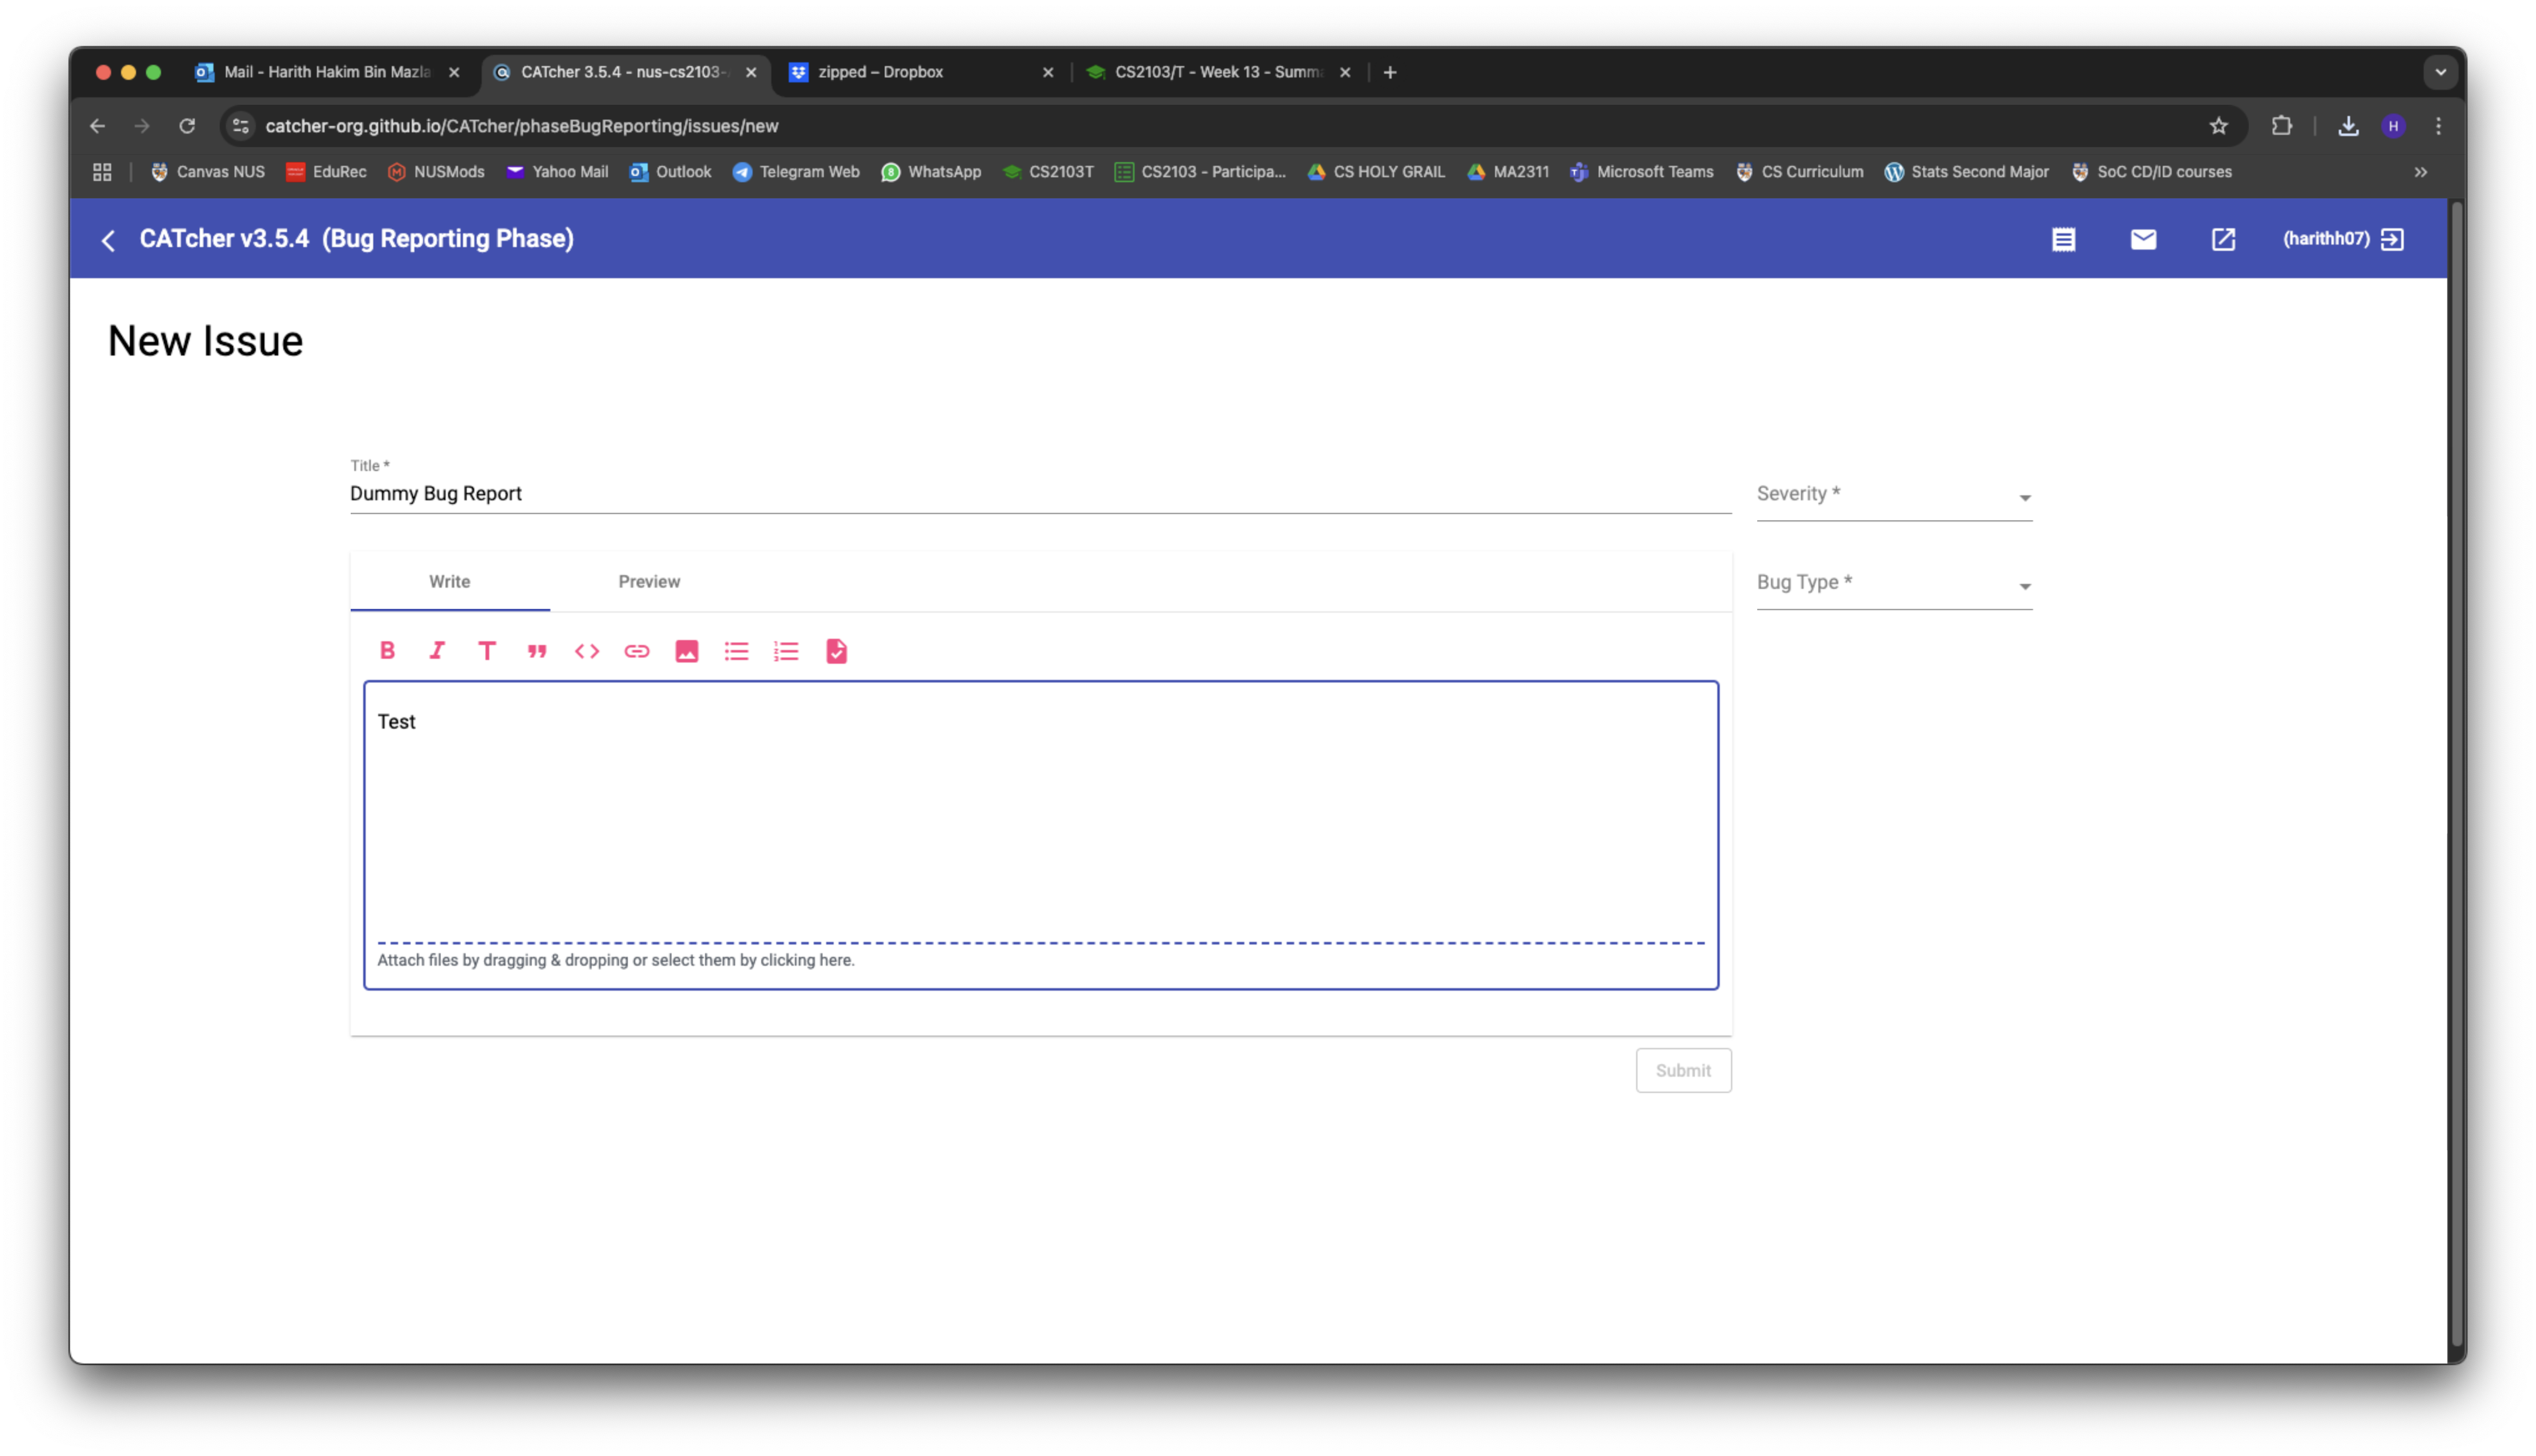 Mail - Harith Hakim Bin Mazla
CATcher 3.5.4 - nus-cs2103-
zipped – Dropbox
CS2103/T - Week 13 - Summ
catcher-org.github.io/CATcher/phaseBugReporting/issues/new
H
Canvas NUS
EduRec
NUSMods
Yahoo Mail
Outlook
Telegram Web
WhatsApp
CS2103T
CS2103 - Participa...
CS HOLY GRAIL
MA2311
Microsoft Teams
CS Curriculum
Stats Second Major
SoC CD/ID courses
CATcher v3.5.4 (Bug Reporting Phase)
(harithh07)
New Issue
Title *
Dummy Bug Report
Severity *
Write
Preview
Bug Type *
Test
Attach files by dragging & dropping or select them by clicking here.
Submit